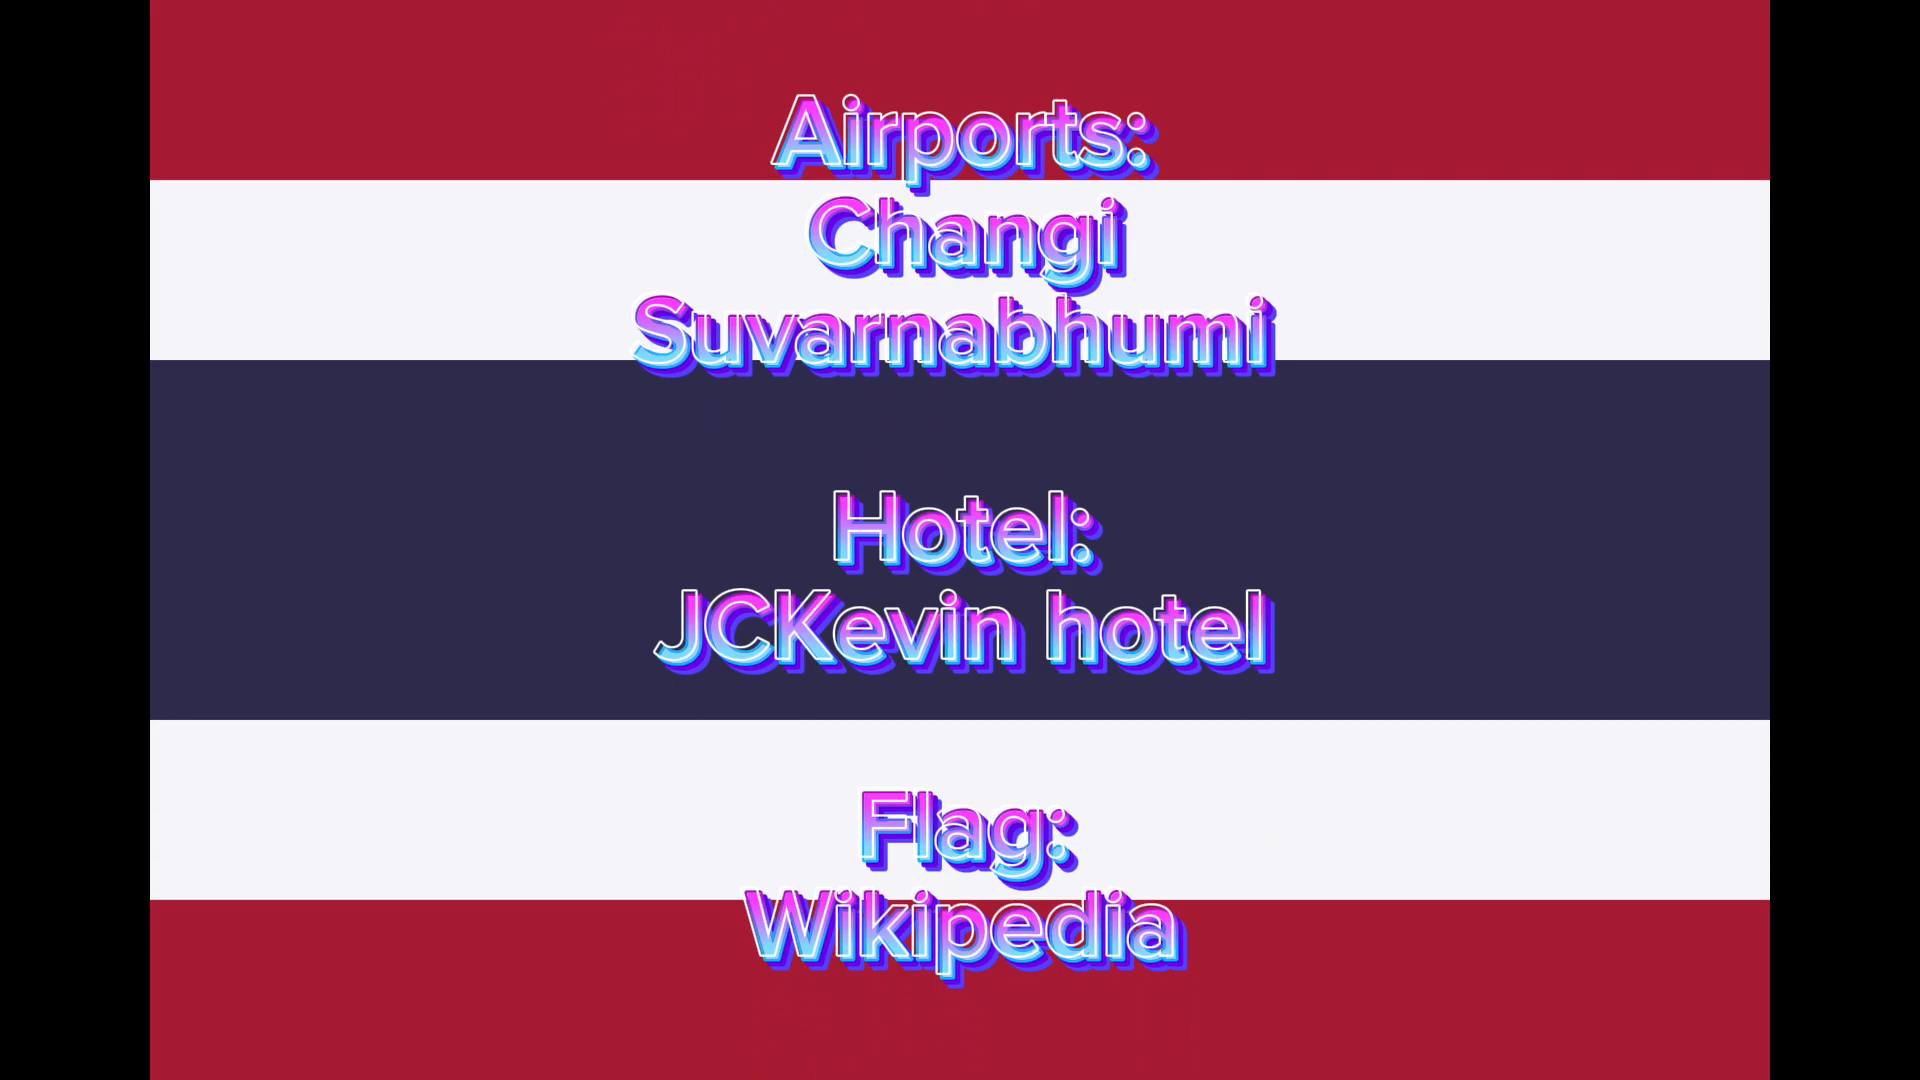 Airports:
Changi
Suvarnabhumi
Hotel:
JCKevin hotel
Flag:
Wikipedia